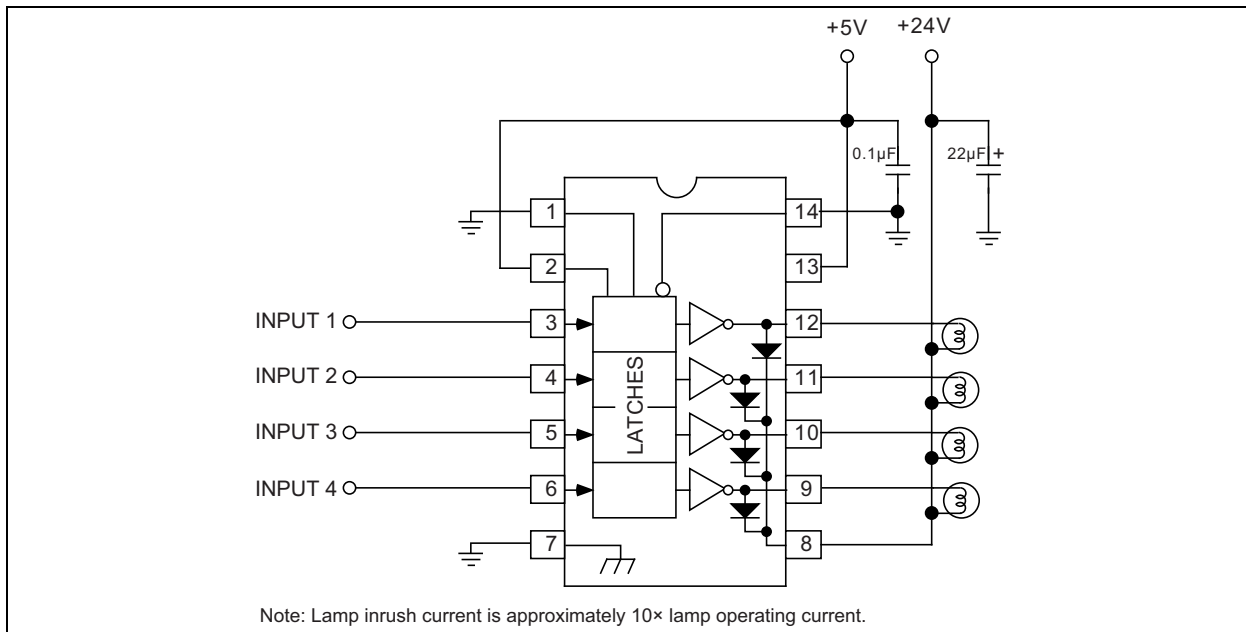 +5V +24V
0.1µF 22µF +
1 14
2 13
INPUT 1 3 12
INPUT 2 4 11
LATCHES
INPUT 3 5 10
INPUT 4 6 9
7 8
Note: Lamp inrush current is approximately 10× lamp operating current.